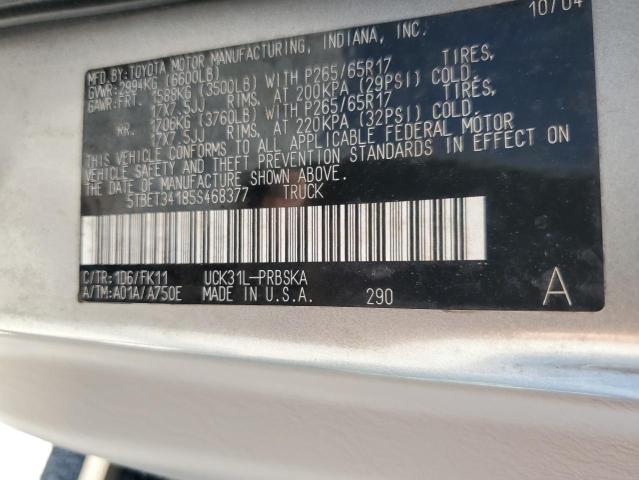 10/04
MFD.BY:TOYOTA MOTOR MANUFACTURING, INDIANA, INC.
GVWR:2994KG (6600LB)
GAWR:FRT. 1588KG (3500LB) WITH P265/65R17 TIRES,
17X7.5JJ RIMS, AT 200KPA (29PSI) COLD.
RR. 1706KG (3760LB) WITH P265/65R17 TIRES,
17X7.5JJ RIMS, AT 220KPA (32PSI) COLD.
THIS VEHICLE CONFORMS TO ALL APPLICABLE FEDERAL MOTOR
VEHICLE SAFETY AND THEFT PREVENTION STANDARDS IN EFFECT ON
THE DATE OF MANUFACTURE SHOWN ABOVE.
5TBET34185S468377 TRUCK
C/TR:1D6/FK11 UCK31L-PRBSKA
A/TM:A01A/A750E MADE IN U.S.A. 290 A